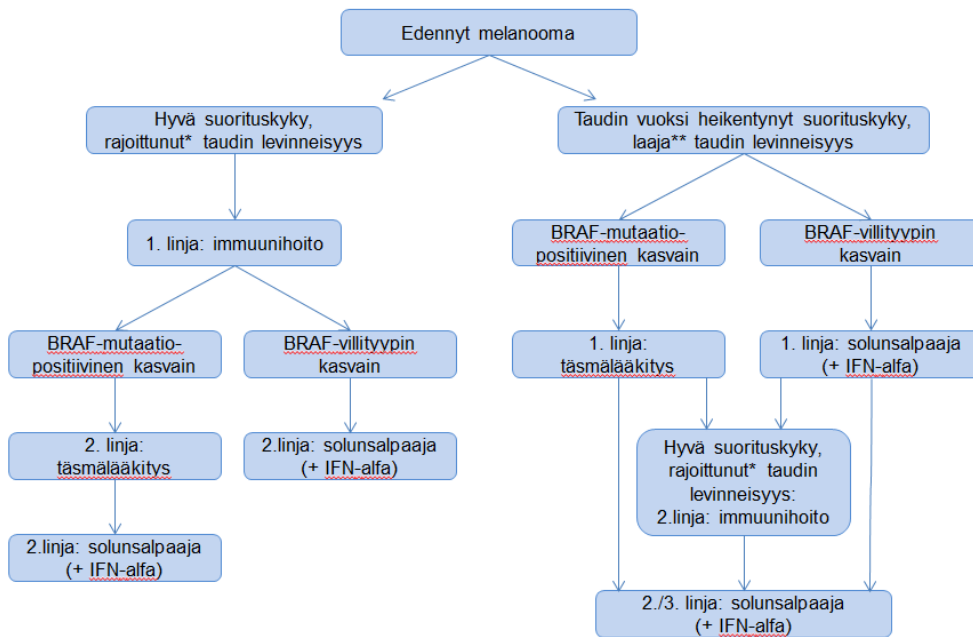 Edennyt melanooma
Hyvä suorituskyky,
rajoittunut* taudin levinneisyys
Taudin vuoksi heikentynyt suorituskyky,
laaja** taudin levinneisyys
1. linja: immuunihoito
BRAF-mutaatio-
positiivinen kasvain
BRAF-villityypin
kasvain
BRAF-mutaatio-
positiivinen kasvain
BRAF-villityypin
kasvain
1. linja:
täsmälääkitys
1. linja: solunsalpaaja
(+ IFN-alfa)
2. linja:
täsmälääkitys
2.linja: solunsalpaaja
(+ IFN-alfa)
Hyvä suorituskyky,
rajoittunut* taudin
levinneisyys:
2.linja: immuunihoito
2.linja: solunsalpaaja
(+ IFN-alfa)
2./3. linja: solunsalpaaja
(+ IFN-alfa)